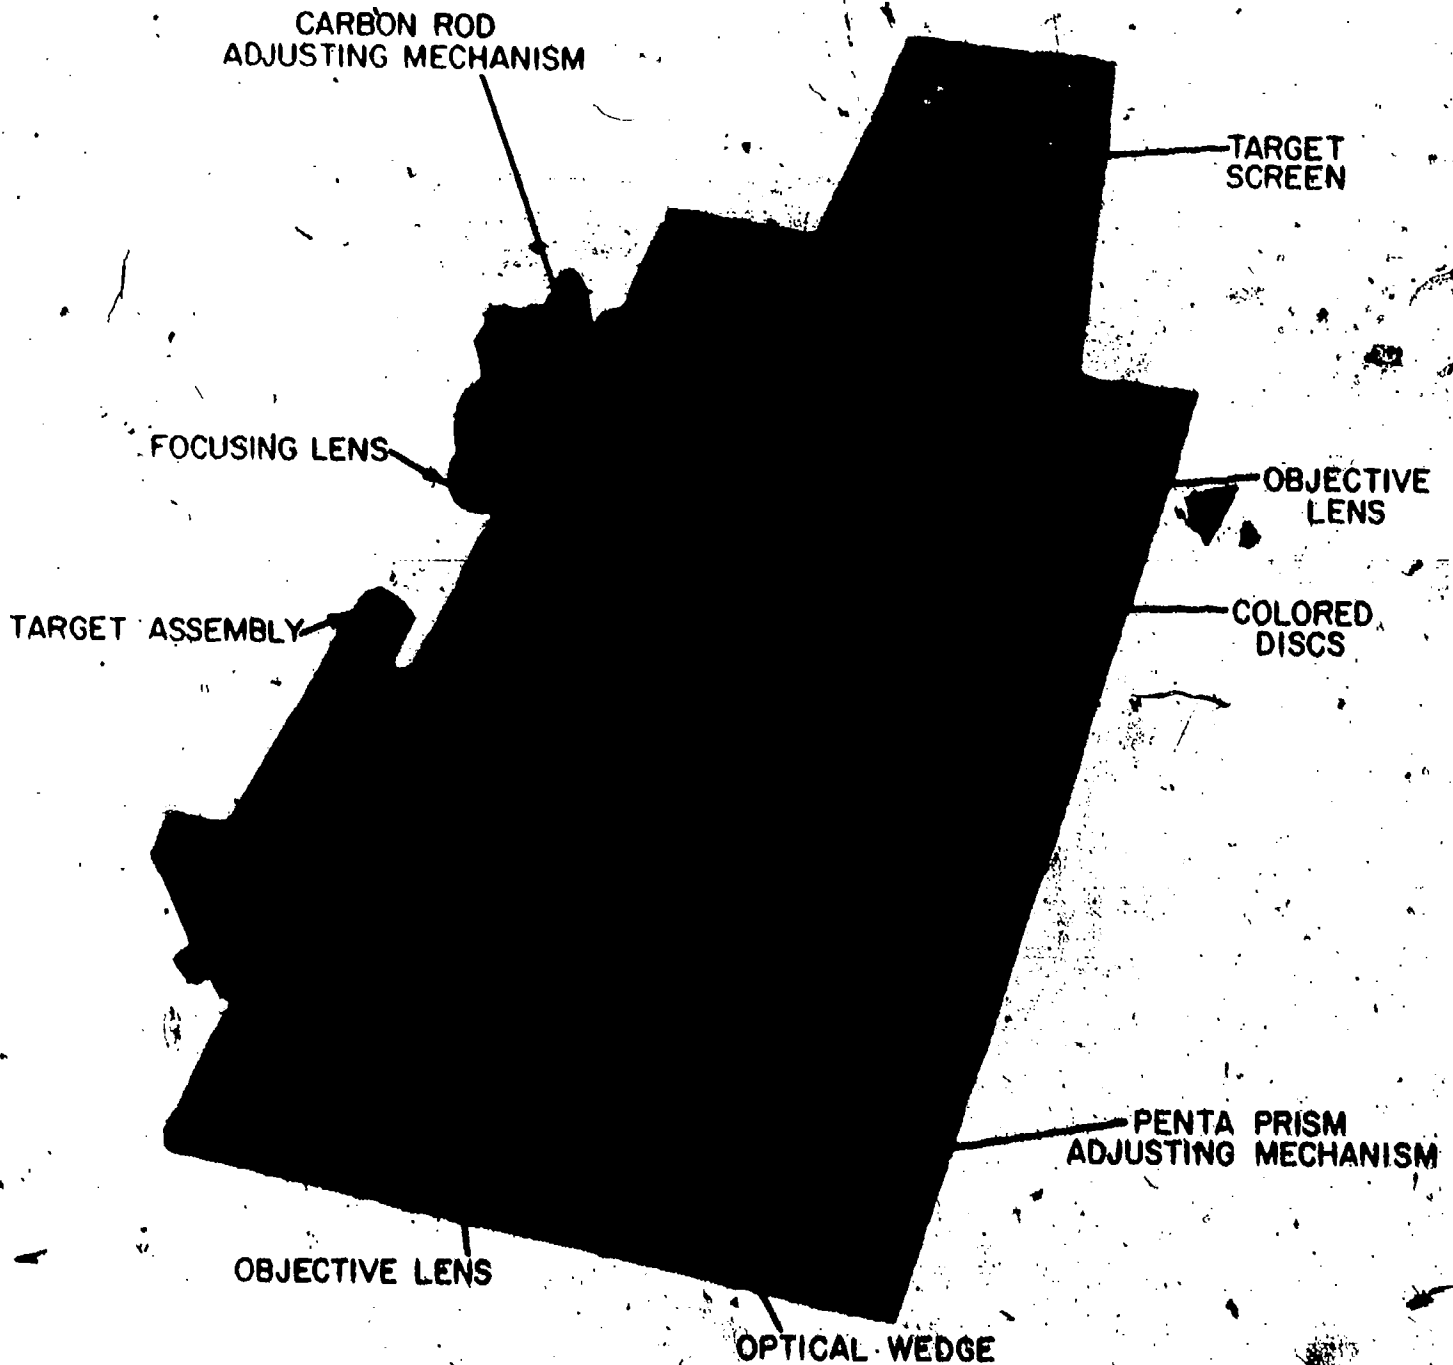 CARBON ROD
ADJUSTING MECHANISM
TARGET
SCREEN
FOCUSING LENS
OBJECTIVE
LENS
TARGET ASSEMBLY
COLORED
DISCS
PENTA PRISM
ADJUSTING MECHANISM
OBJECTIVE LENS
OPTICAL WEDGE